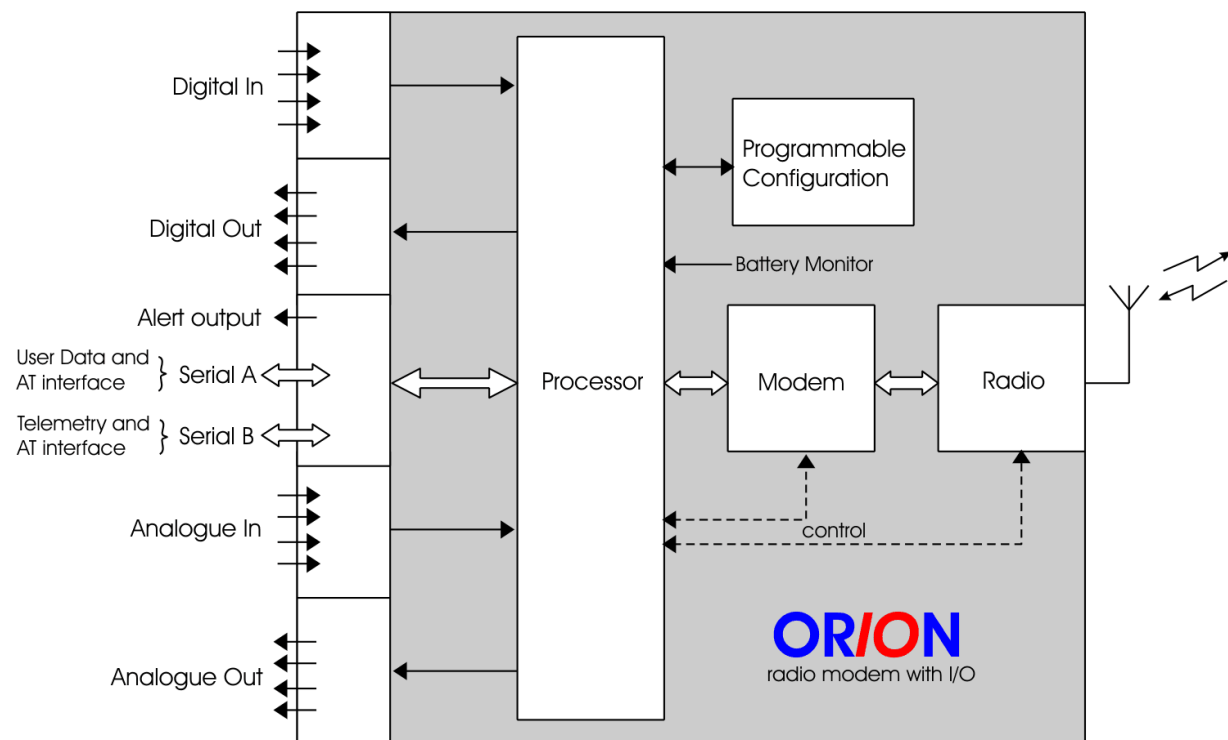 Digital In
Digital Out
Alert output
User Data and
AT interface
Serial A
Telemetry and
AT interface
Serial B
Analogue In
Analogue Out
Processor
Programmable
Configuration
Battery Monitor
Modem
Radio
control
ORION
radio modem with I/O